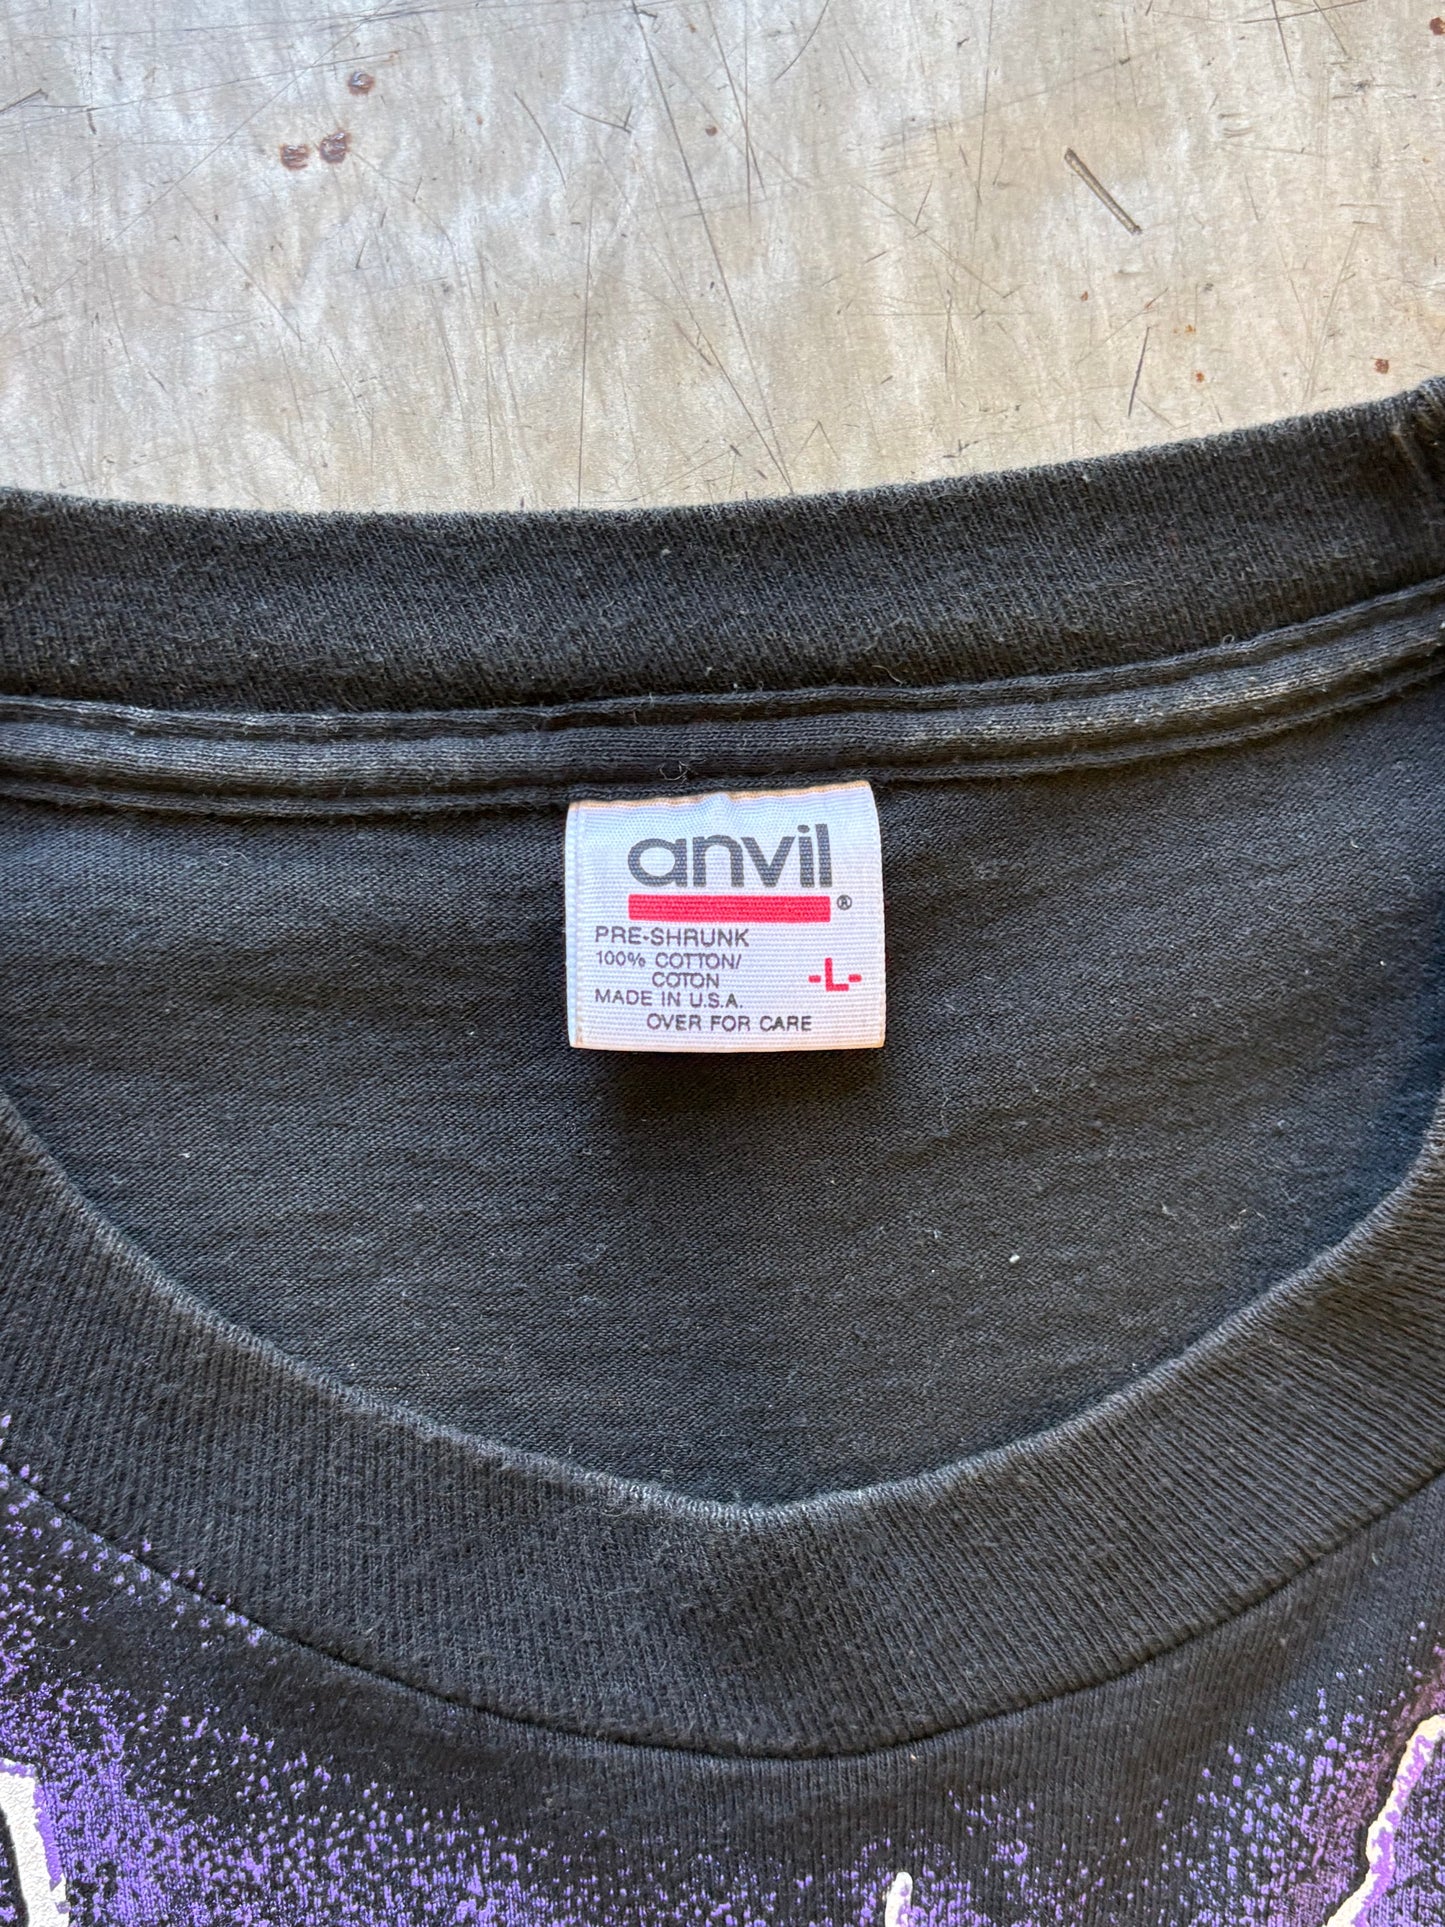 anvil®
PRE-SHRUNK
100% COTTON/
COTON
-L-
MADE IN U.S.A.
OVER FOR CARE